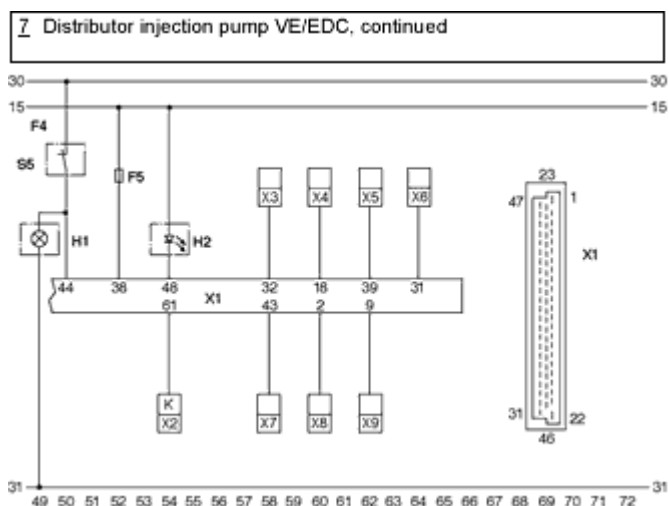 7 Distributor injection pump VE/EDC, continued
30 30
15 15
F4
S5
F5
X3 X4 X5 X6
23
47 1
H1 H2
X1
44 38 48 32 18 39 31
X1
61 43 2 9
K
X2 X7 X8 X9
31 22
46
31 31
49 50 51 52 53 54 55 56 57 58 59 60 61 62 63 64 65 66 67 68 69 70 71 72